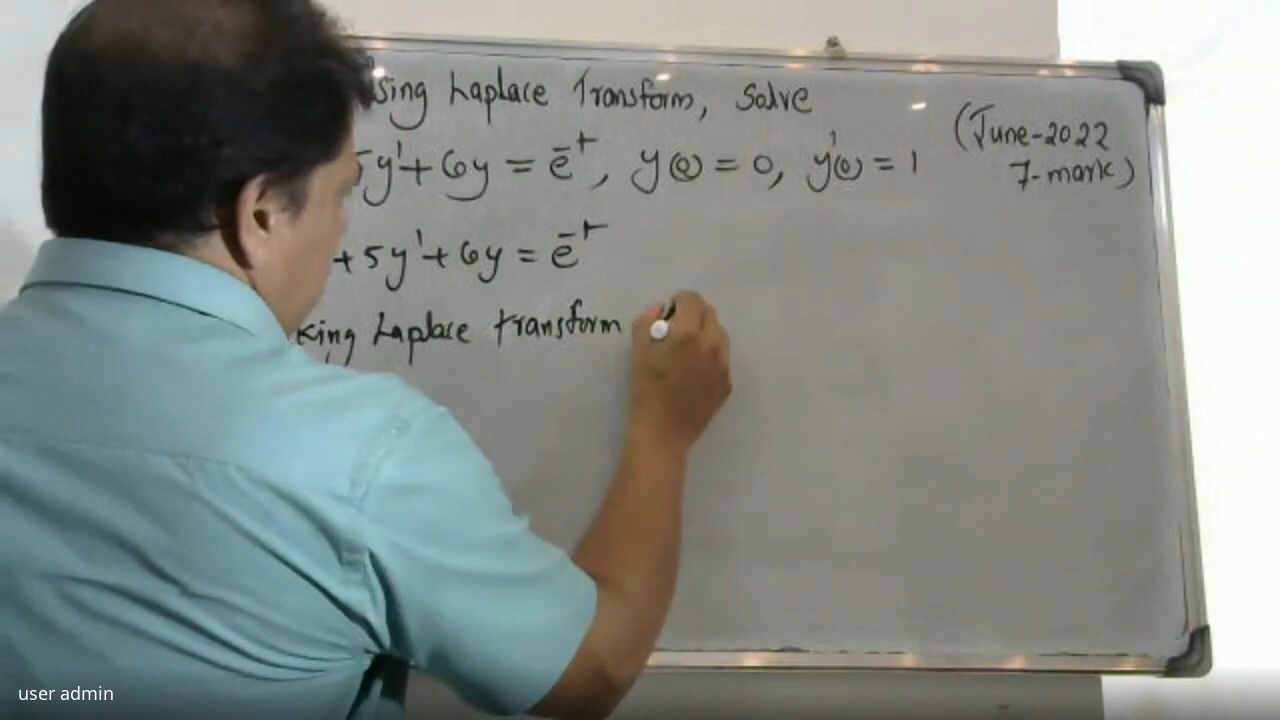 sing Laplace Transform, Solve
5y' + 6y = e^-t, y(0) = 0, y'(0) = 1
(June-2022
7-mark)
+ 5y' + 6y = e^-t
king Laplace transform
user admin